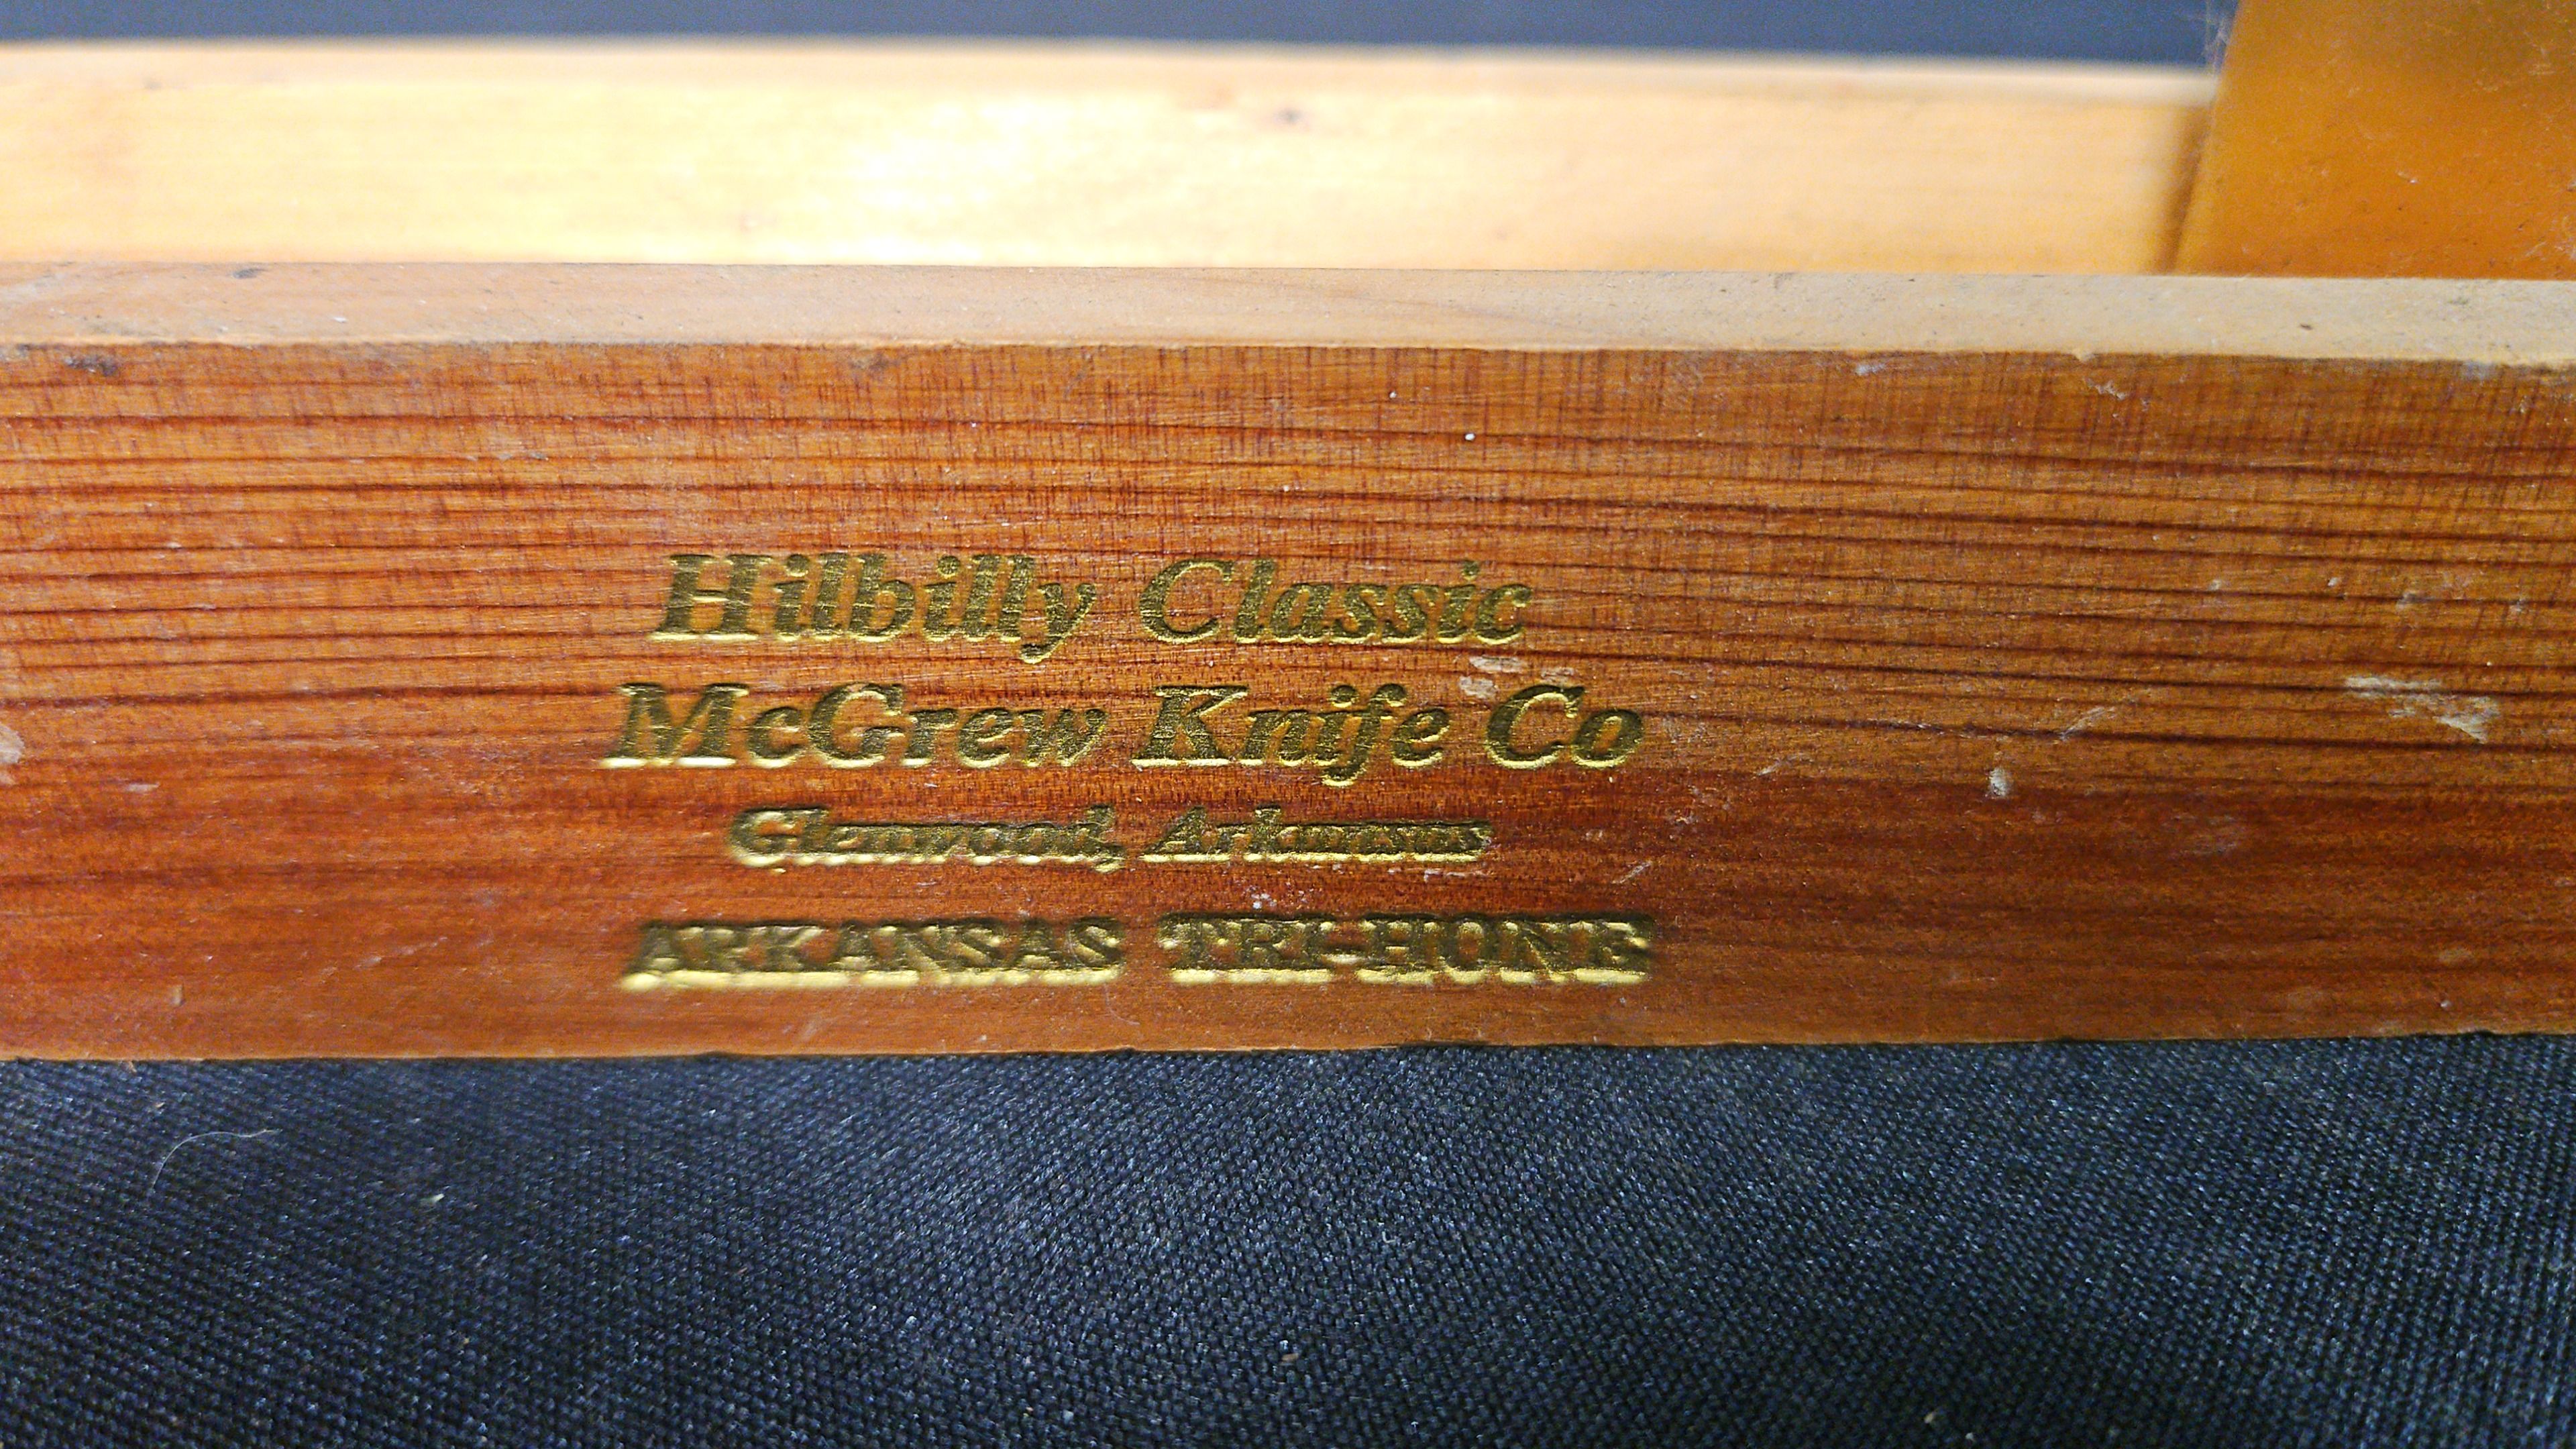 Hilbilly Classic
McGrew Knife Co
Glenwood, Arkansas
ARKANSAS TRI-HONE